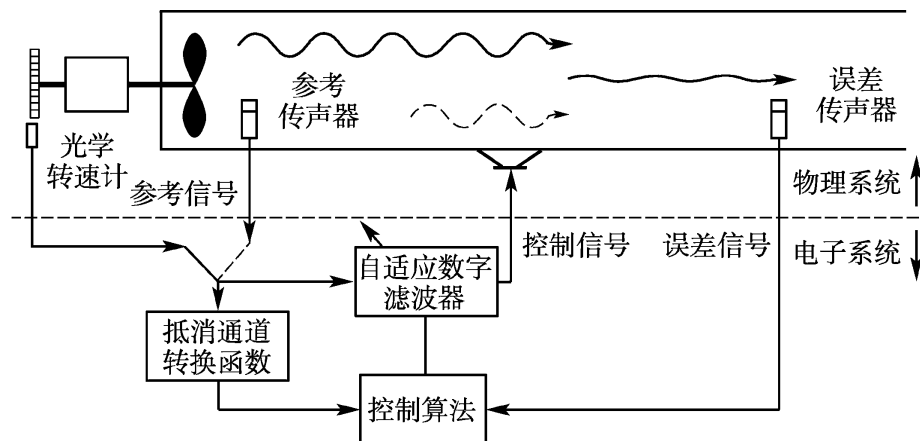 参考
传声器
误差
传声器
光学
转速计
参考信号
物理系统
控制信号
误差信号
电子系统
自适应数字
滤波器
抵消通道
转换函数
控制算法